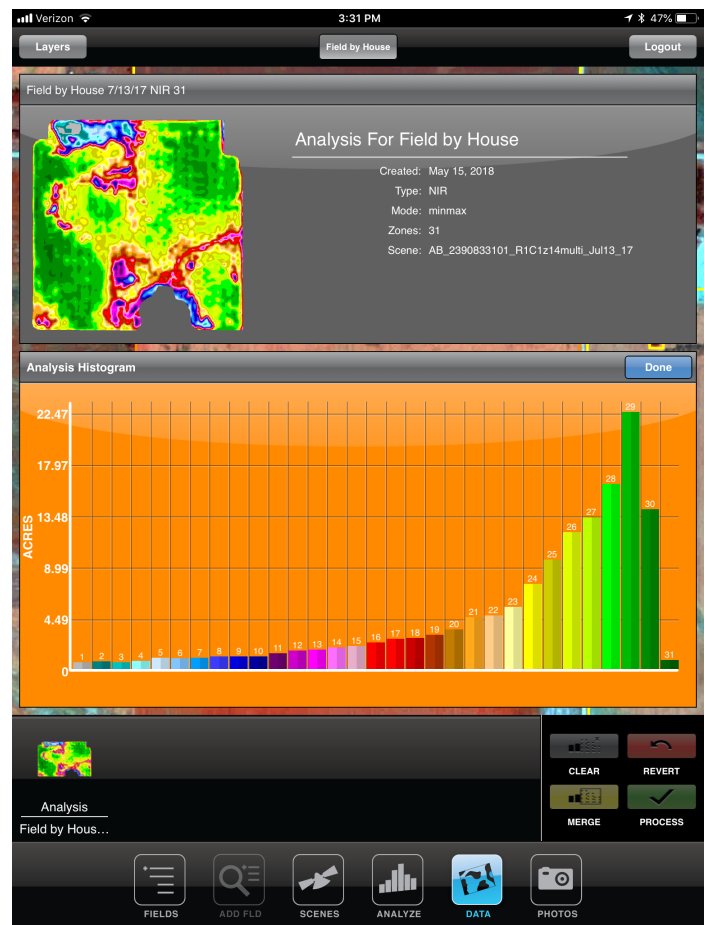 Verizon 3:31 PM 47%
Layers Field by House Logout
Field by House 7/13/17 NIR 31
Analysis For Field by House
Created: May 15, 2018
Type: NIR
Mode: minmax
Zones: 31
Scene: AB_2390833101_R1C1z14multi_Jul13_17
Analysis Histogram Done
ACRES
22.47
17.97
13.48
8.99
4.49
0
1 2 3 4 5 6 7 8 9 10 11 12 13 14 15 16 17 18 19 20 21 22 23 24 25 26 27 28 29 30 31
CLEAR REVERT
Analysis
Field by Hous…
MERGE PROCESS
FIELDS ADD FLD SCENES ANALYZE DATA PHOTOS